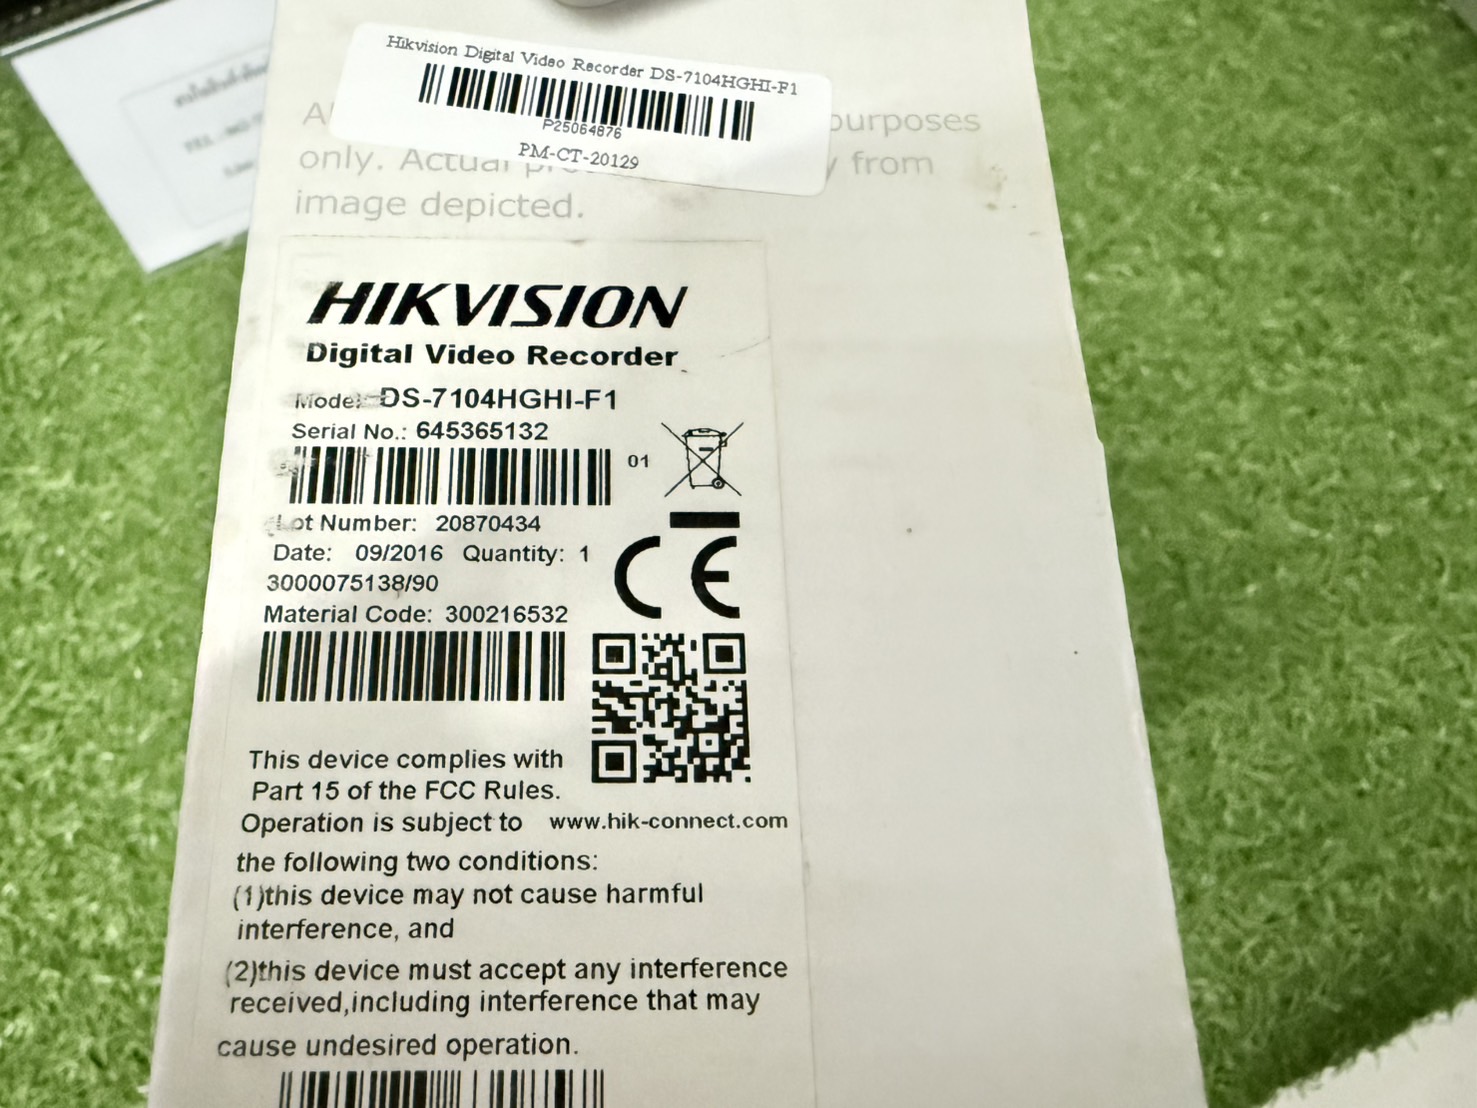 Hikvision Digital Video Recorder DS-7104HGHI-F1
P25064876
PM-CT-20129
purposes
only. Actual from
image depicted.
HIKVISION
Digital Video Recorder
Model: DS-7104HGHI-F1
Serial No.: 645365132
01
Lot Number: 20870434
Date: 09/2016 Quantity: 1
3000075138/90
Material Code: 300216532
CE
This device complies with
Part 15 of the FCC Rules.
Operation is subject to www.hik-connect.com
the following two conditions:
(1)this device may not cause harmful
interference, and
(2)this device must accept any interference
received,including interference that may
cause undesired operation.